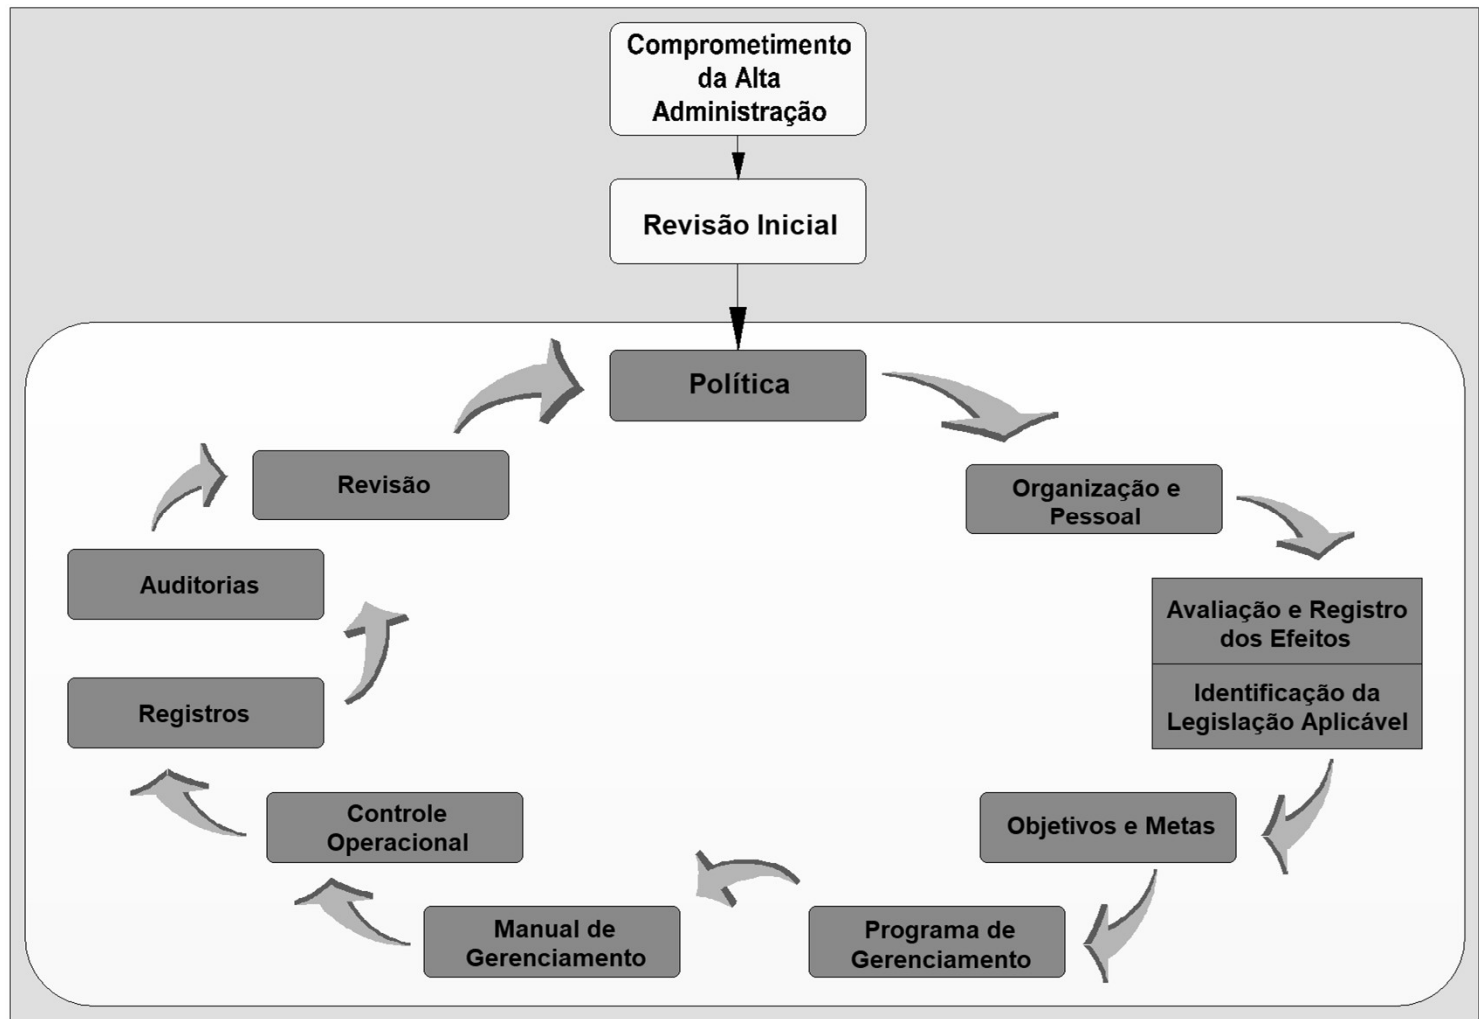 Comprometimento
da Alta
Administração
Revisão Inicial
Política
Organização e
Pessoal
Avaliação e Registro
dos Efeitos
Identificação da
Legislação Aplicável
Objetivos e Metas
Programa de
Gerenciamento
Manual de
Gerenciamento
Controle
Operacional
Registros
Auditorias
Revisão